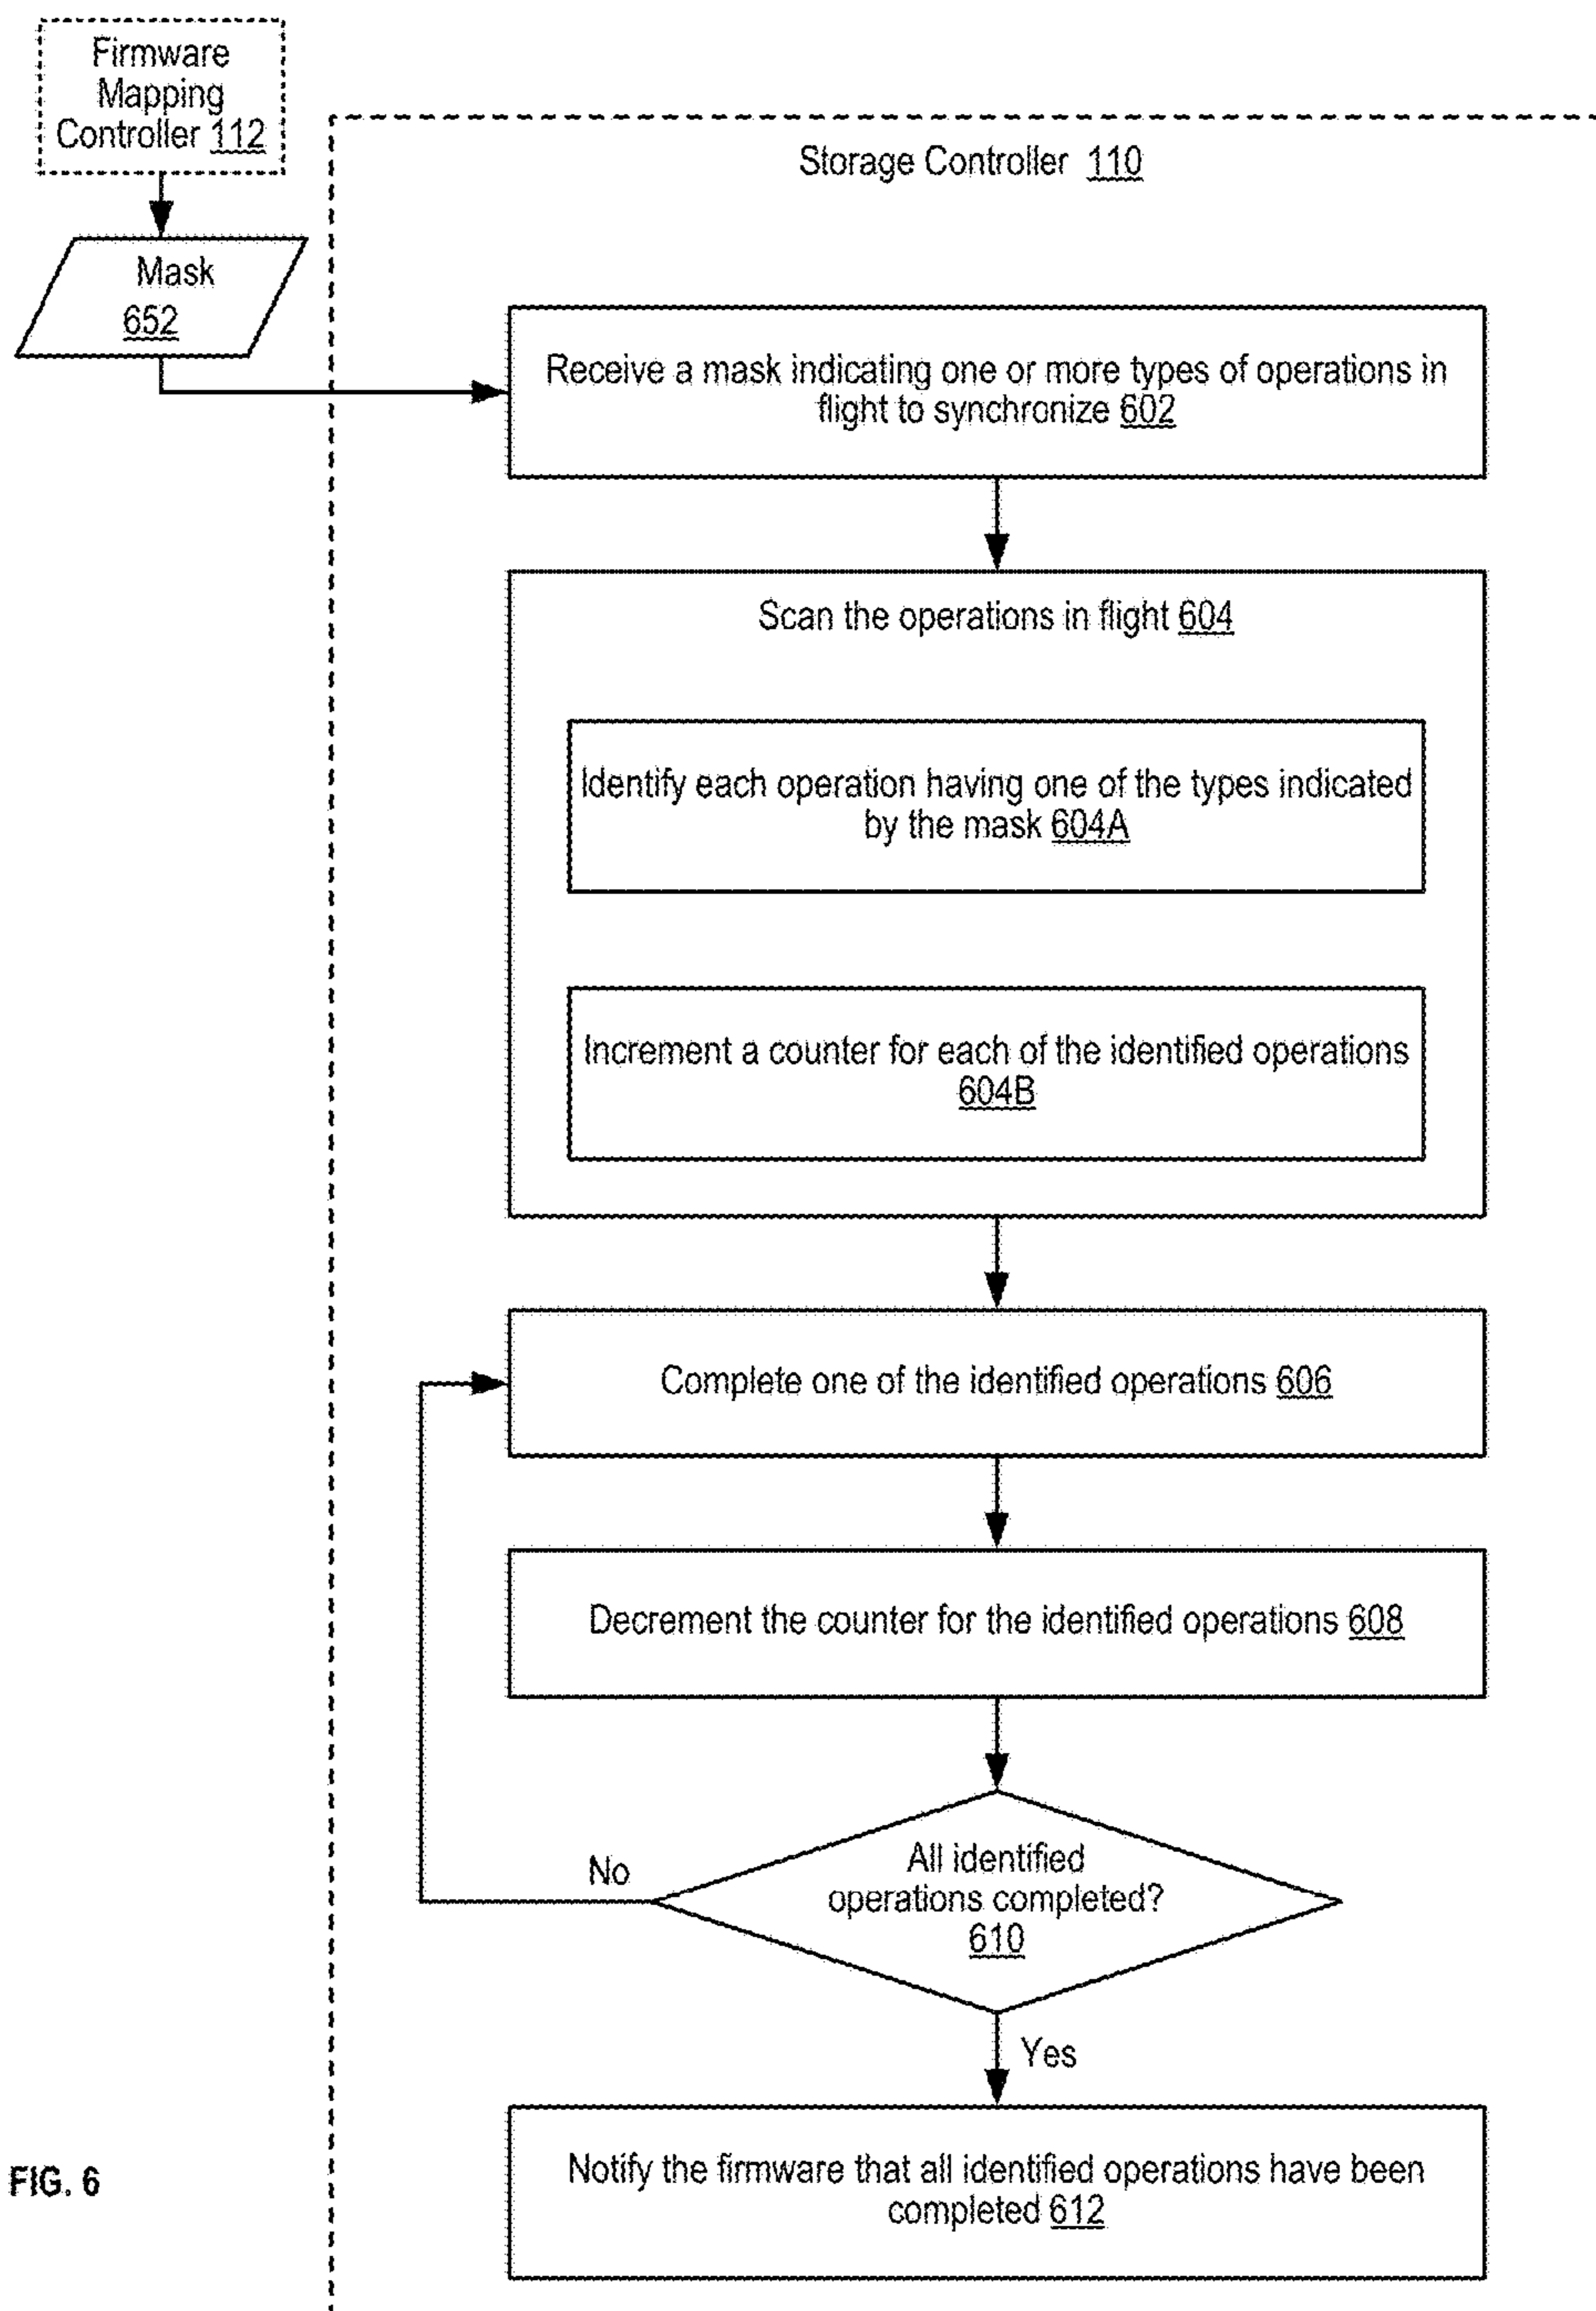 Firmware
Mapping
Controller 112
Storage Controller 110
Mask
652
Receive a mask indicating one or more types of operations in
flight to synchronize 602
Scan the operations in flight 604
Identify each operation having one of the types indicated
by the mask 604A
Increment a counter for each of the identified operations
604B
Complete one of the identified operations 606
Decrement the counter for the identified operations 608
All identified
operations completed?
610
No
Yes
Notify the firmware that all identified operations have been
completed 612
FIG. 6